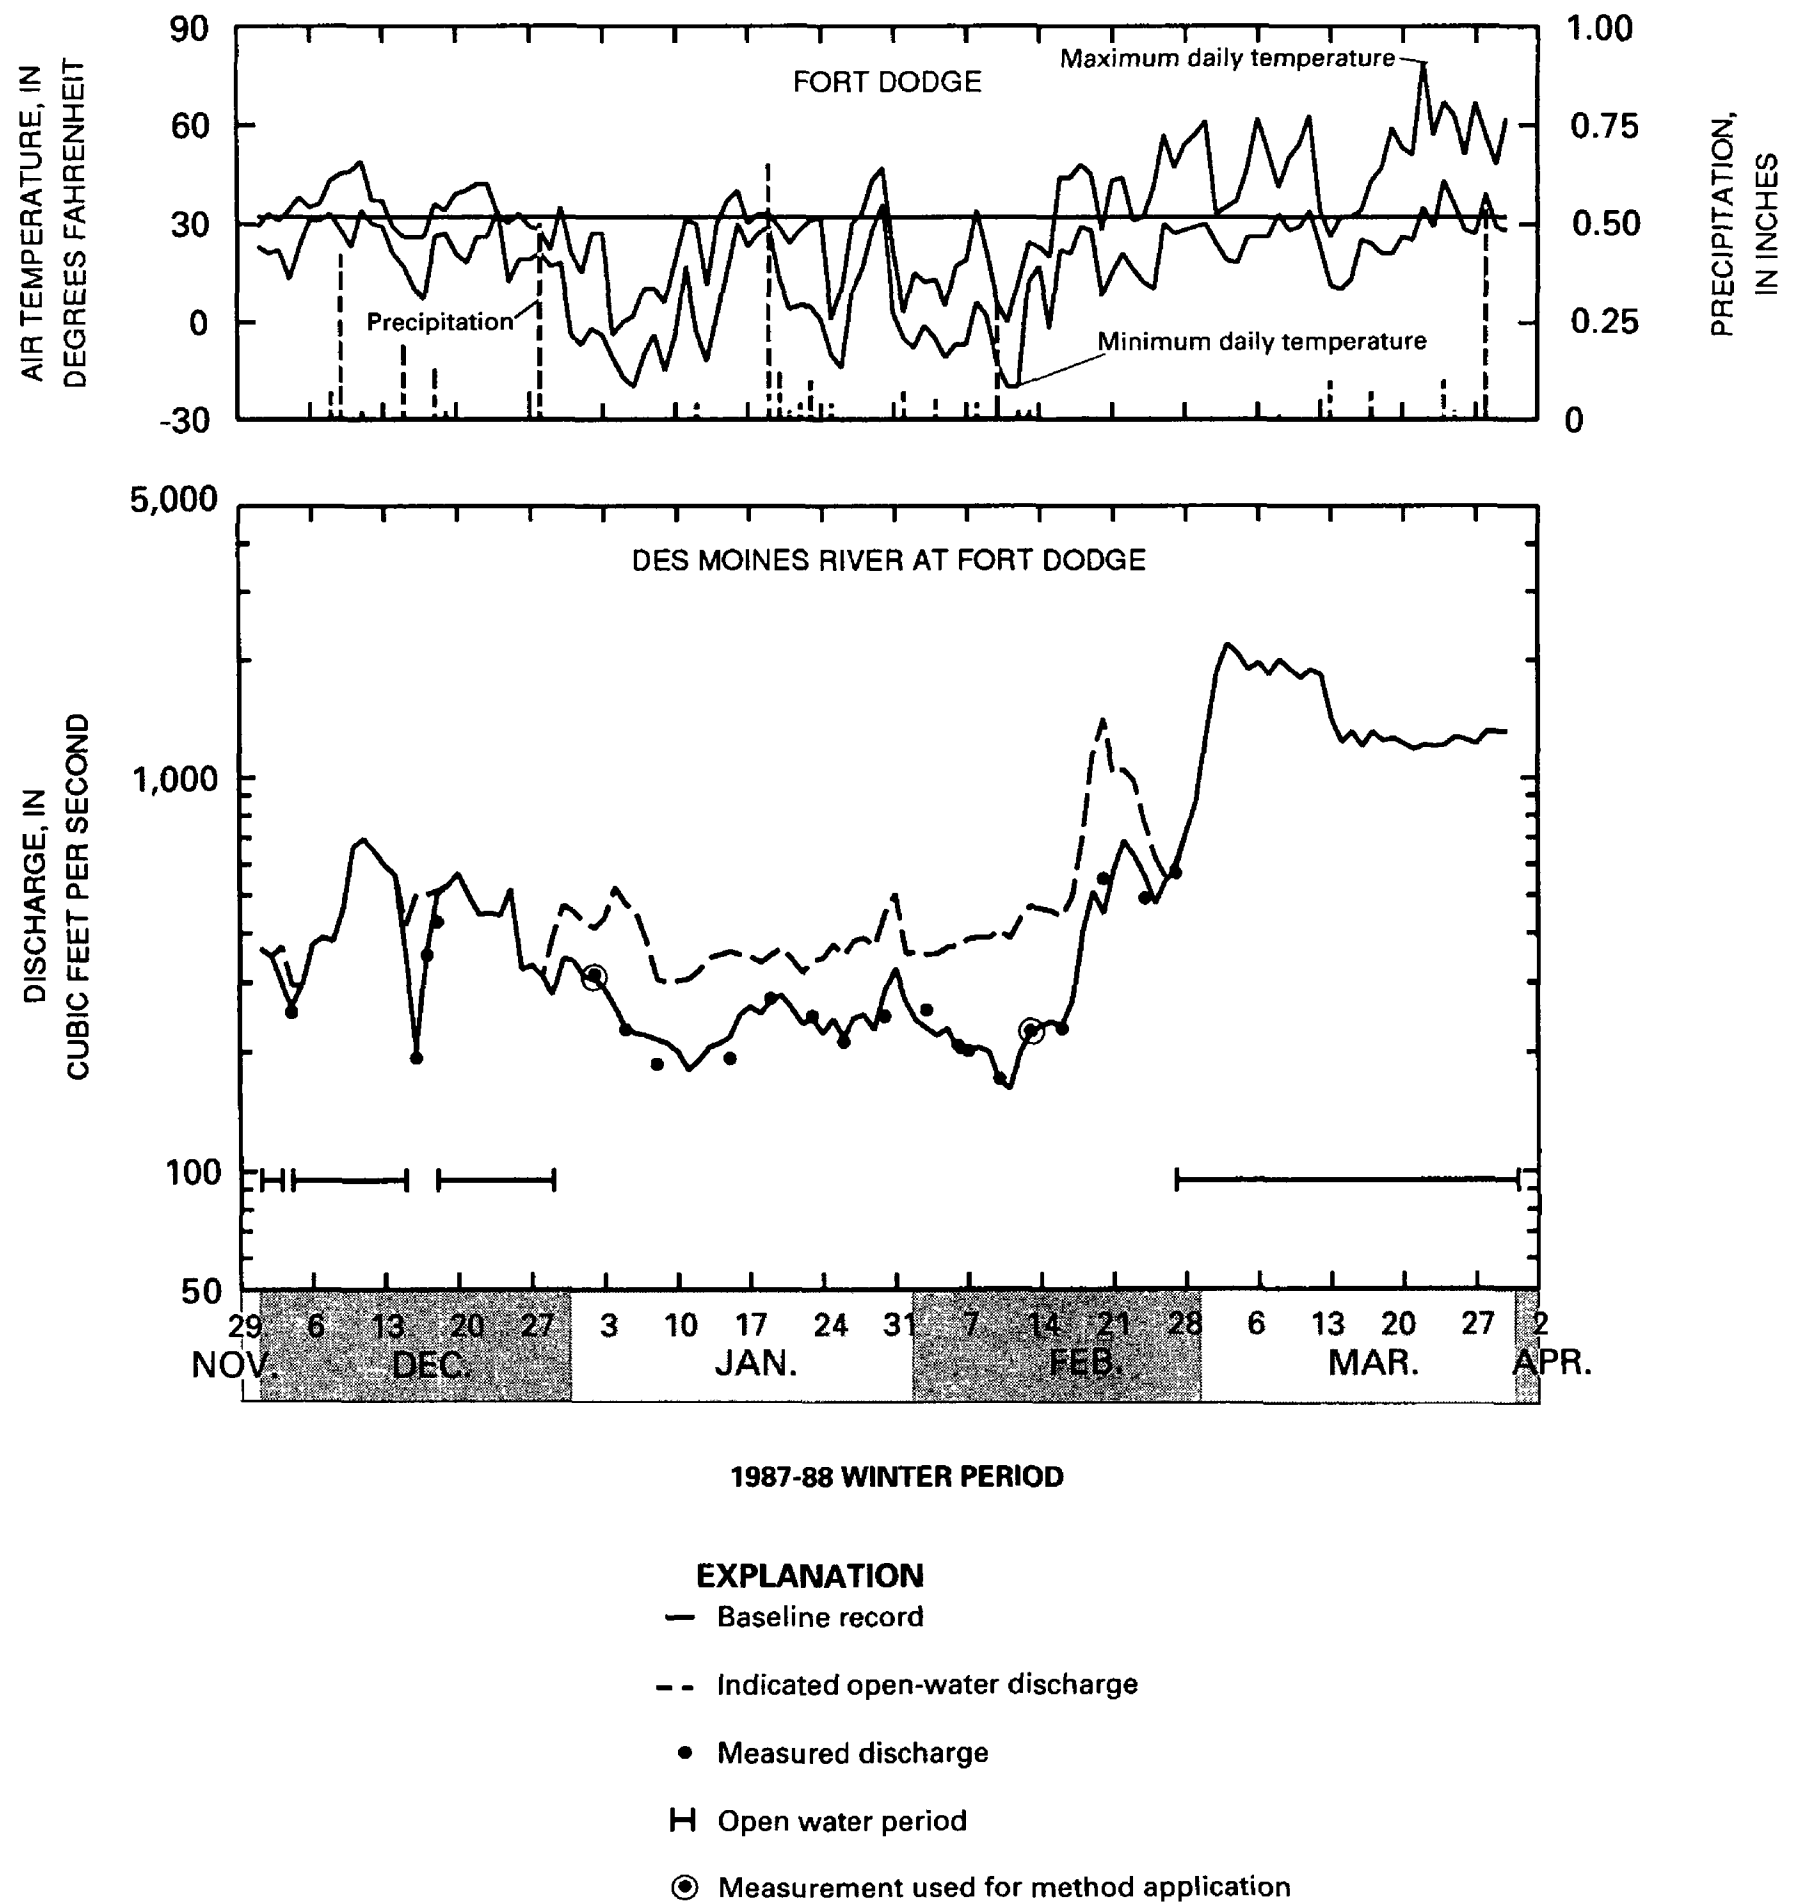 90
60
30
0
-30
AIR TEMPERATURE, IN
DEGREES FAHRENHEIT
FORT DODGE
Maximum daily temperature
Precipitation
Minimum daily temperature
1.00
0.75
0.50
0.25
0
PRECIPITATION,
IN INCHES
5,000
1,000
100
50
DISCHARGE, IN
CUBIC FEET PER SECOND
DES MOINES RIVER AT FORT DODGE
29 6 13 20 27 3 10 17 24 31 7 14 21 28 6 13 20 27 2
NOV. DEC. JAN. FEB. MAR. APR.
1987-88 WINTER PERIOD
EXPLANATION
Baseline record
Indicated open-water discharge
Measured discharge
Open water period
Measurement used for method application